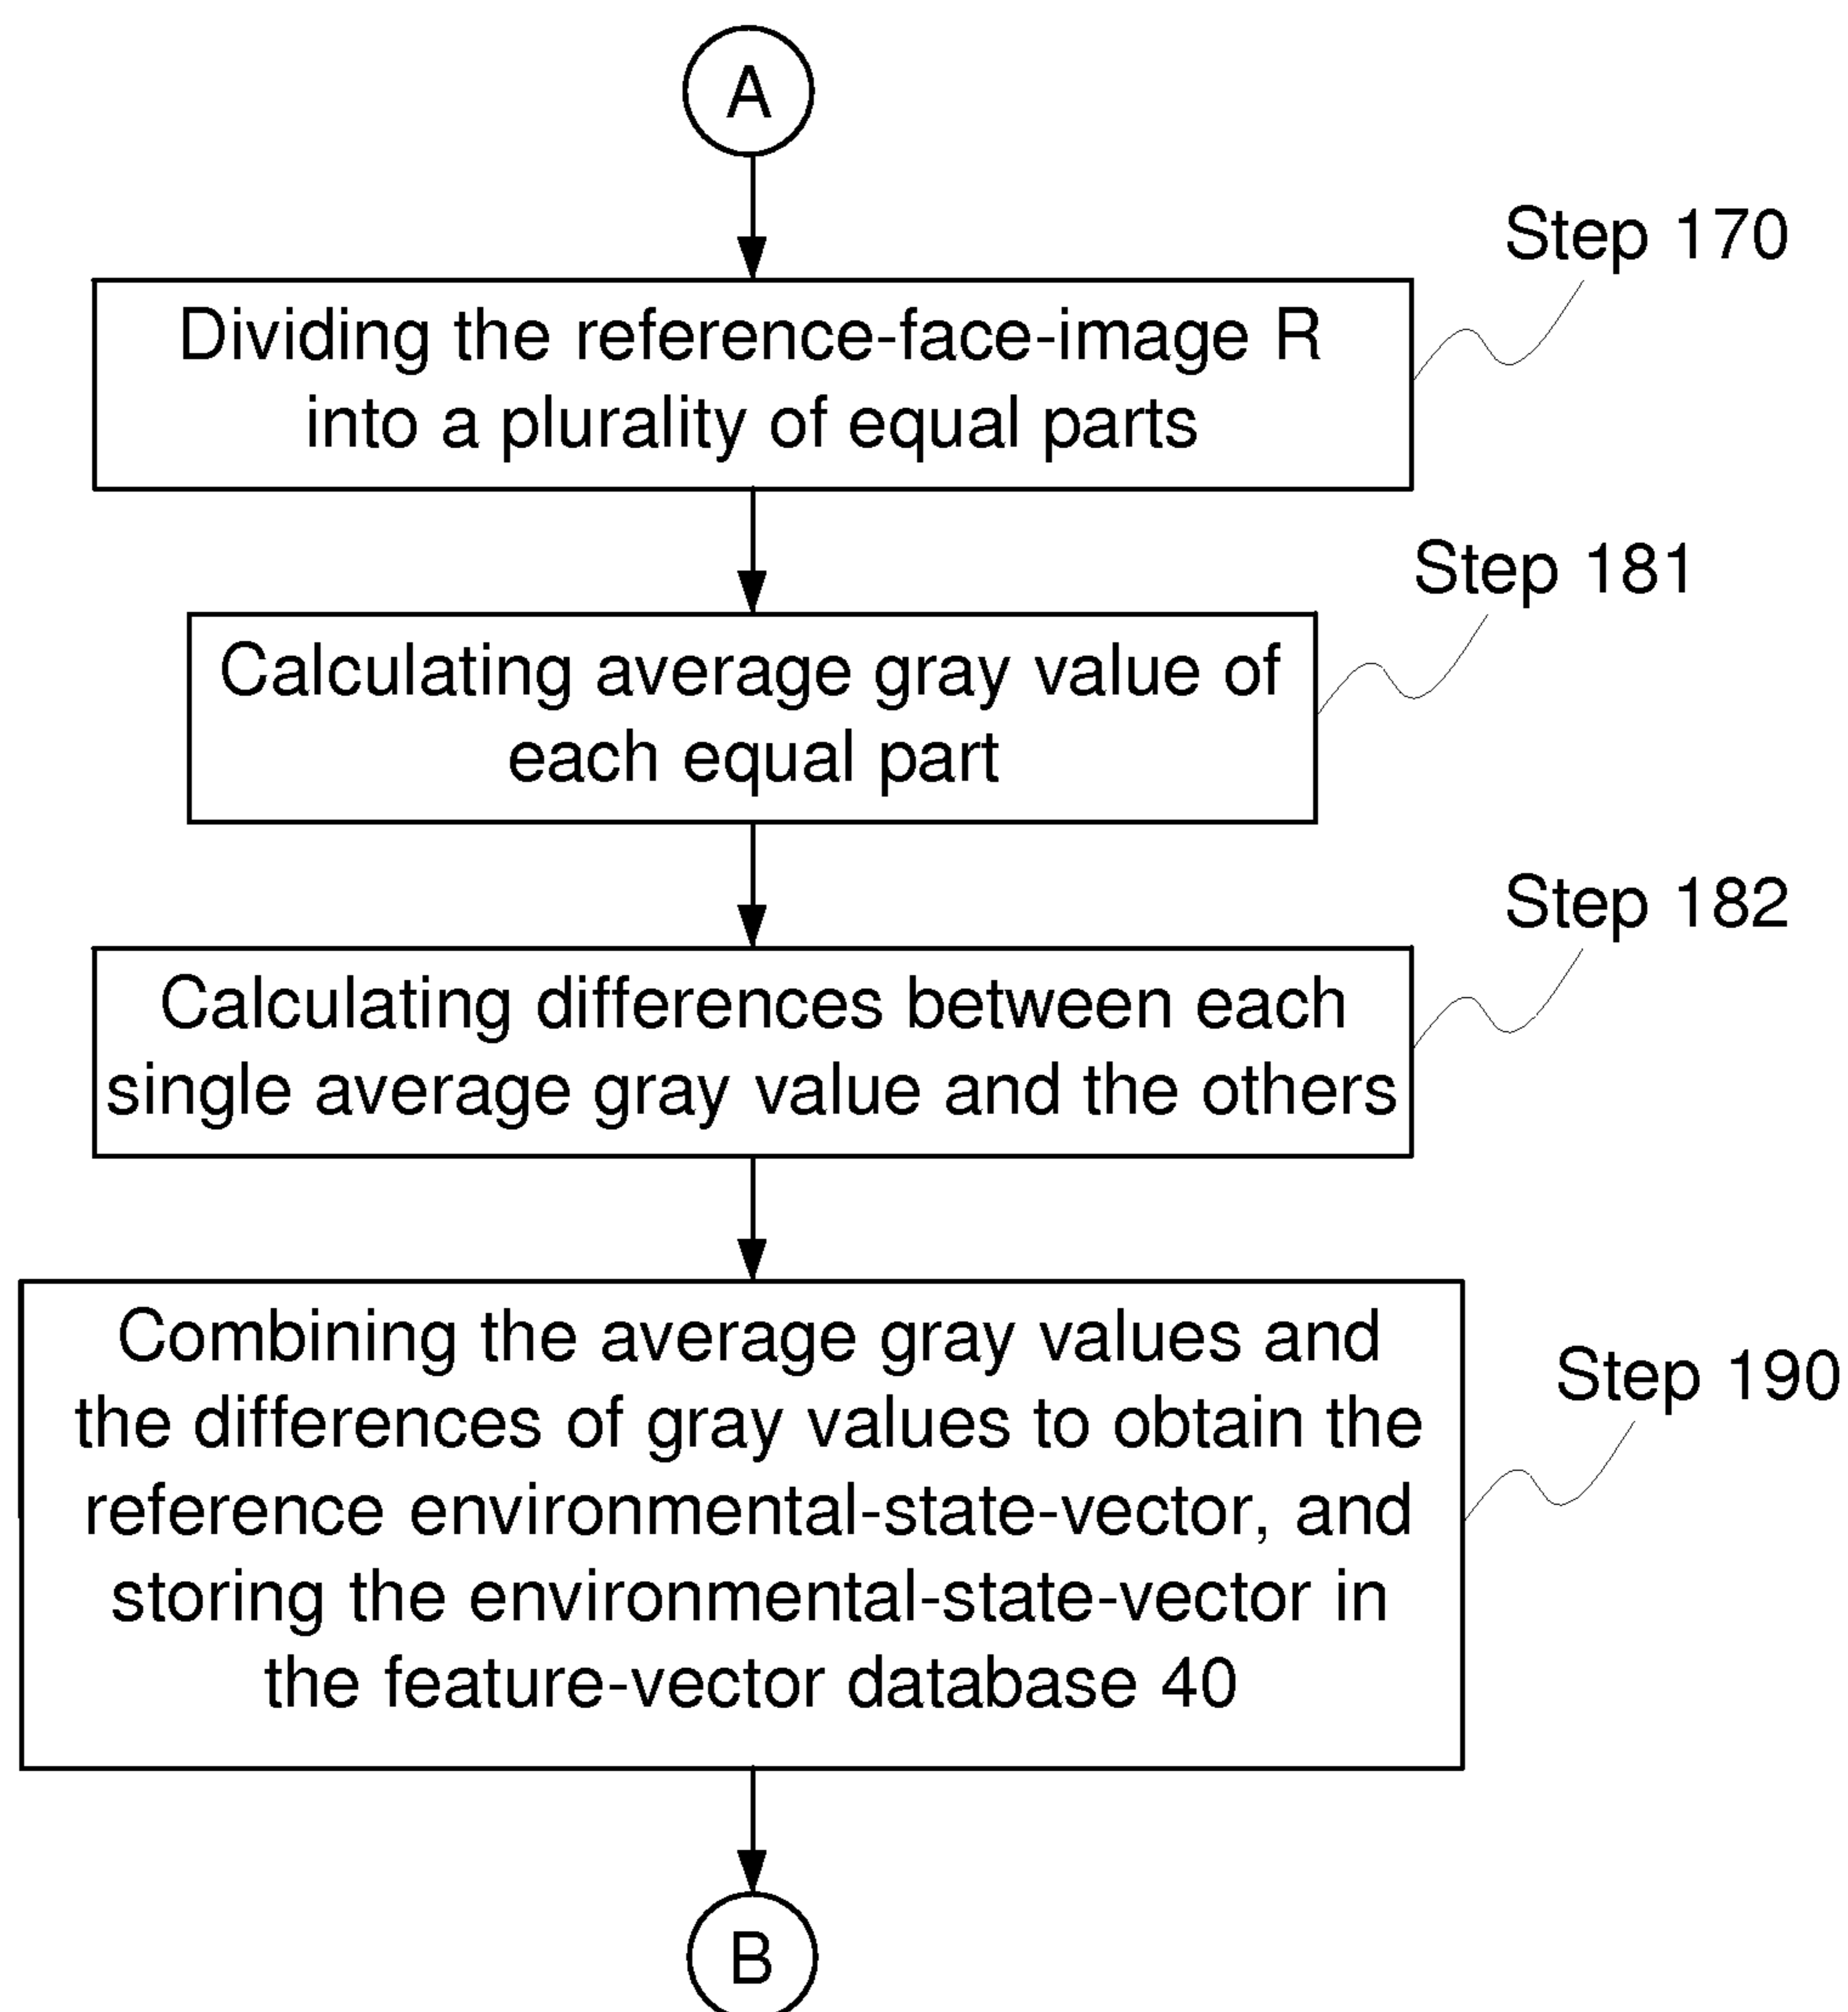 A
Step 170
Dividing the reference-face-image R
into a plurality of equal parts
Step 181
Calculating average gray value of
each equal part
Step 182
Calculating differences between each
single average gray value and the others
Combining the average gray values and
the differences of gray values to obtain the
reference environmental-state-vector, and
storing the environmental-state-vector in
the feature-vector database 40
Step 190
B